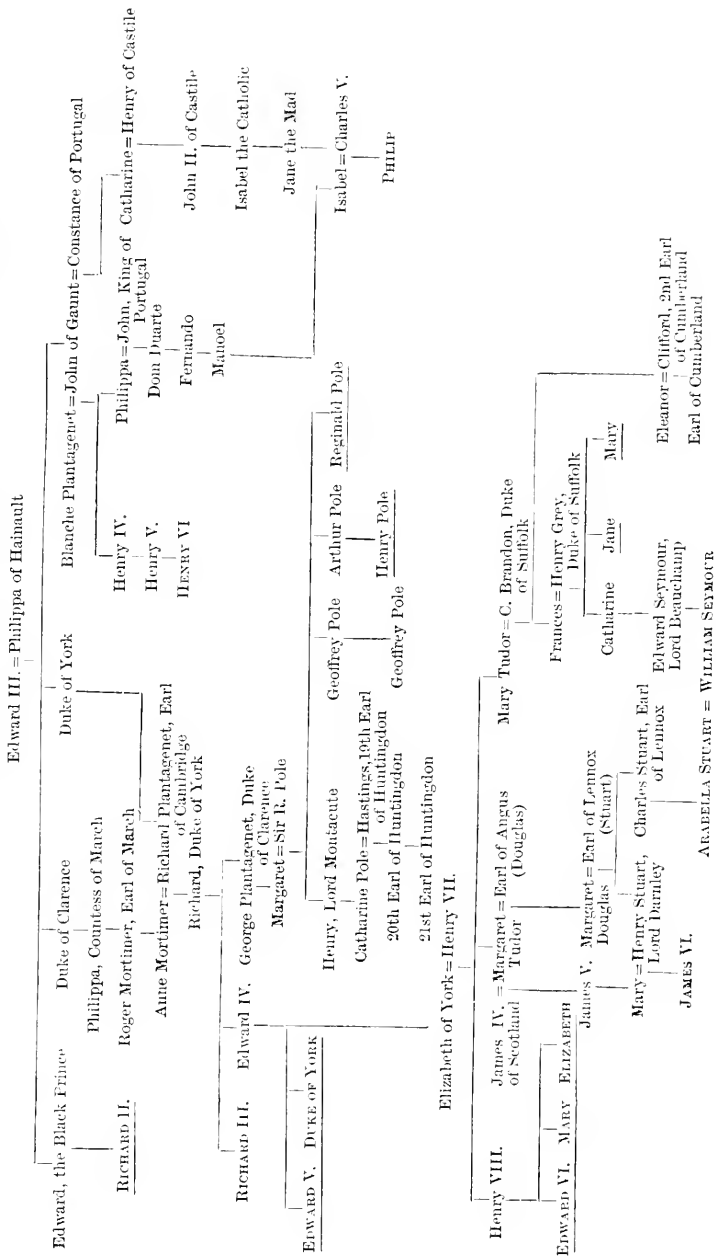 Edward III. = Philippa of Hainault
Edward, the Black Prince
Duke of Clarence
Duke of York
Blanche Plantagenet = John of Gaunt = Constance of Portugal
RICHARD II.
Philippa, Countess of March
Roger Mortimer, Earl of March
Anne Mortimer = Richard Plantagenet, Earl
of Cambridge
Richard, Duke of York
Henry IV.
Henry V.
HENRY VI
Philippa = John, King of
Portugal
Dom Duarte
Fernando
Manoel
Catharine = Henry of Castile
John II. of Castile
Isabel the Catholic
Jane the Mad
Isabel = Charles V.
PHILIP
RICHARD III.
Edward IV.
George Plantagenet, Duke
of Clarence
Margaret = Sir R. Pole
EDWARD V.
DUKE OF YORK
Henry, Lord Montacute
Geoffrey Pole
Arthur Pole
Reginald Pole
Catharine Pole = Hastings, 19th Earl
of Huntingdon
Geoffrey Pole
Henry Pole
20th Earl of Huntingdon
21st Earl of Huntingdon
Elizabeth of York = Henry VII.
Henry VIII.
James IV. = Margaret = Earl of Angus
of Scotland
Tudor
(Douglas)
Mary Tudor = C. Brandon, Duke
of Suffolk
EDWARD VI.
MARY
ELIZABETH
James V.
Margaret = Earl of Lennox
Douglas
(Stuart)
Frances = Henry Grey,
Duke of Suffolk
Eleanor = Clifford, 2nd Earl
of Cumberland
Earl of Cumberland
Mary = Henry Stuart,
Lord Darnley
Charles Stuart, Earl
of Lennox
Catharine
Jane
Mary
JAMES VI.
Edward Seymour,
Lord Beauchamp
ARABELLA STUART = WILLIAM SEYMOUR